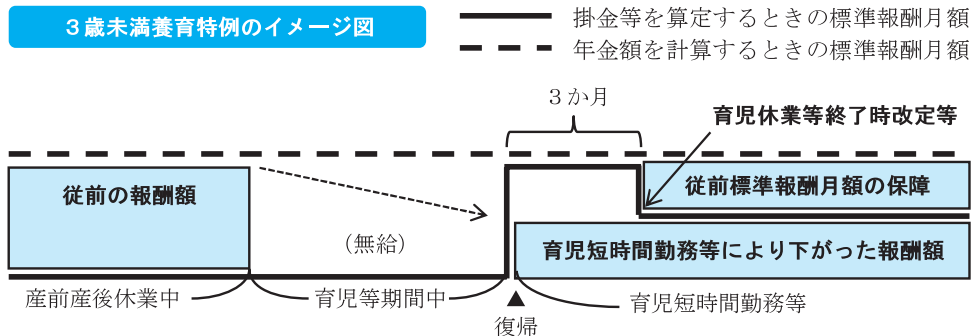 ３歳未満養育特例のイメージ図
掛金等を算定するときの標準報酬月額
年金額を計算するときの標準報酬月額
３か月
育児休業等終了時改定等
従前の報酬額
従前標準報酬月額の保障
（無給）
育児短時間勤務等により下がった報酬額
産前産後休業中
育児等期間中
育児短時間勤務等
復帰